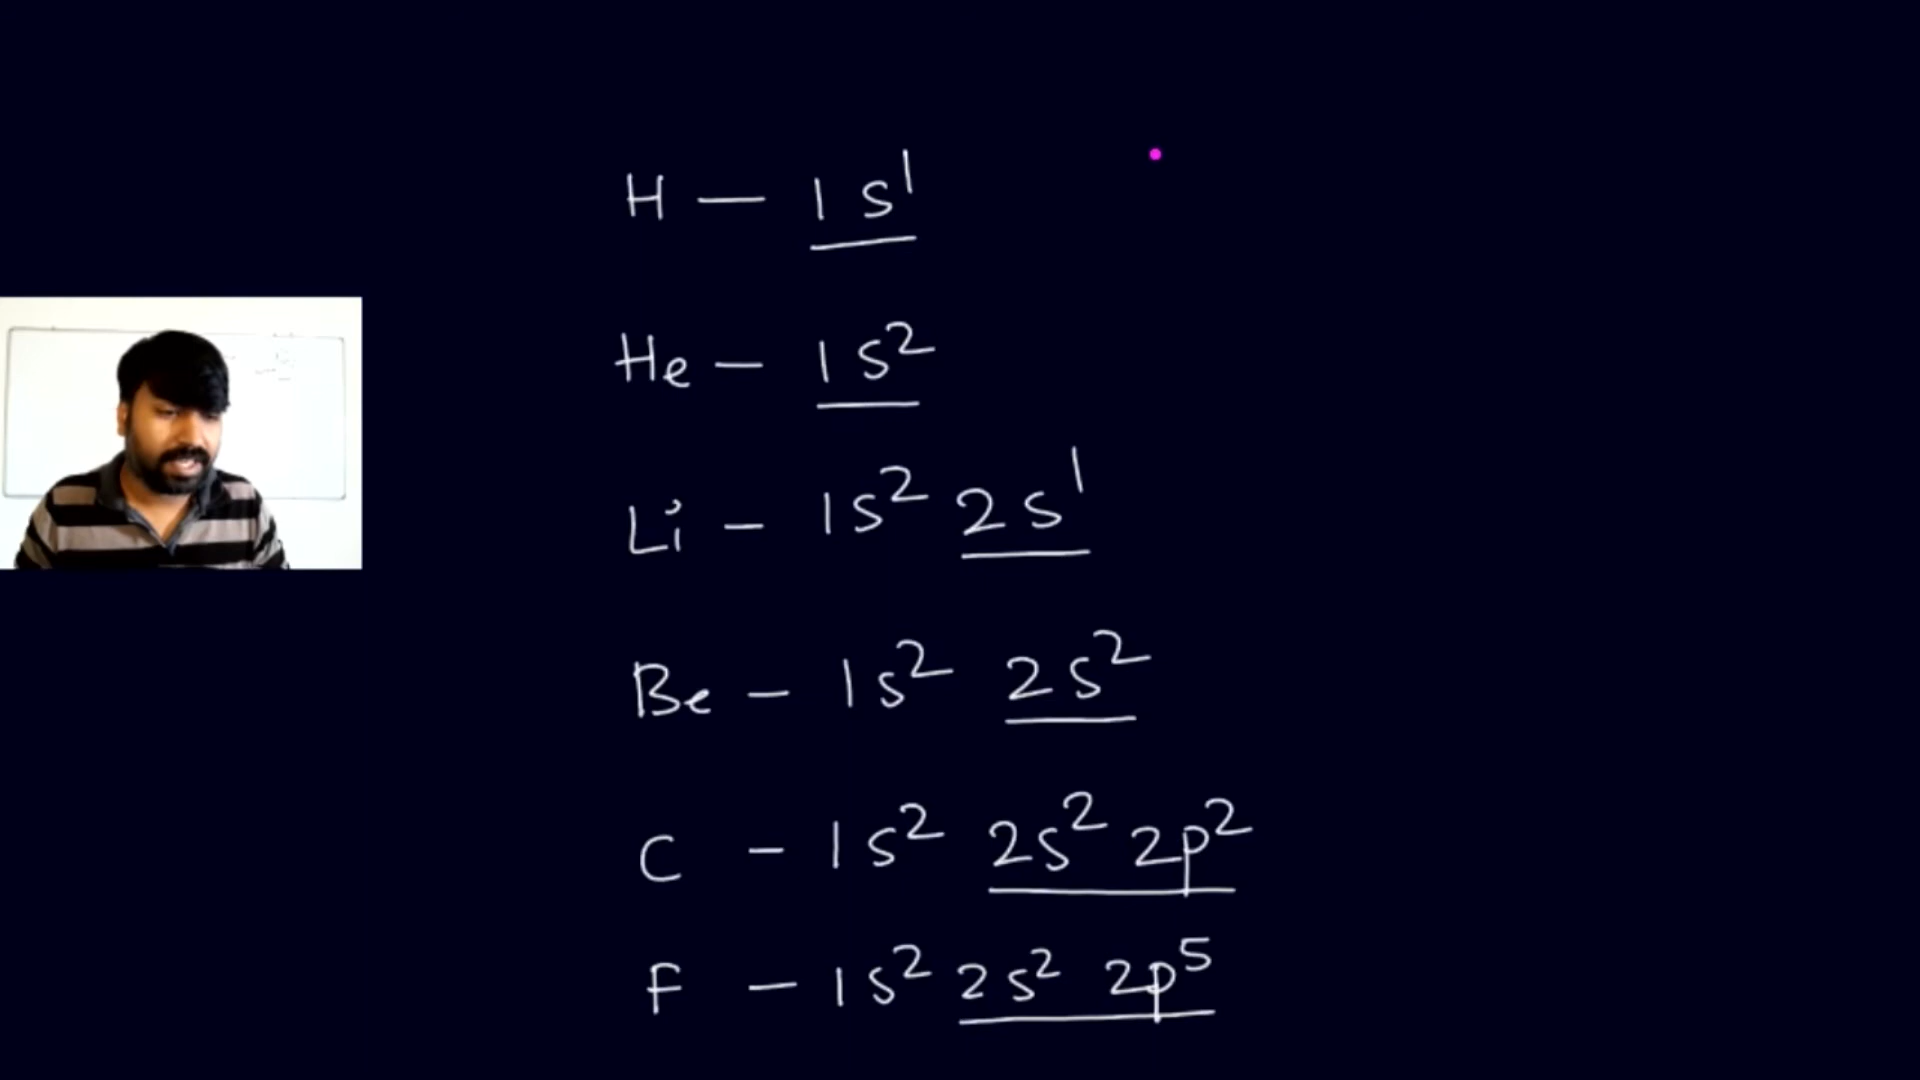 H — 1s¹
He — 1s²
Li — 1s² 2s¹
Be — 1s² 2s²
C — 1s² 2s² 2p²
F — 1s² 2s² 2p⁵